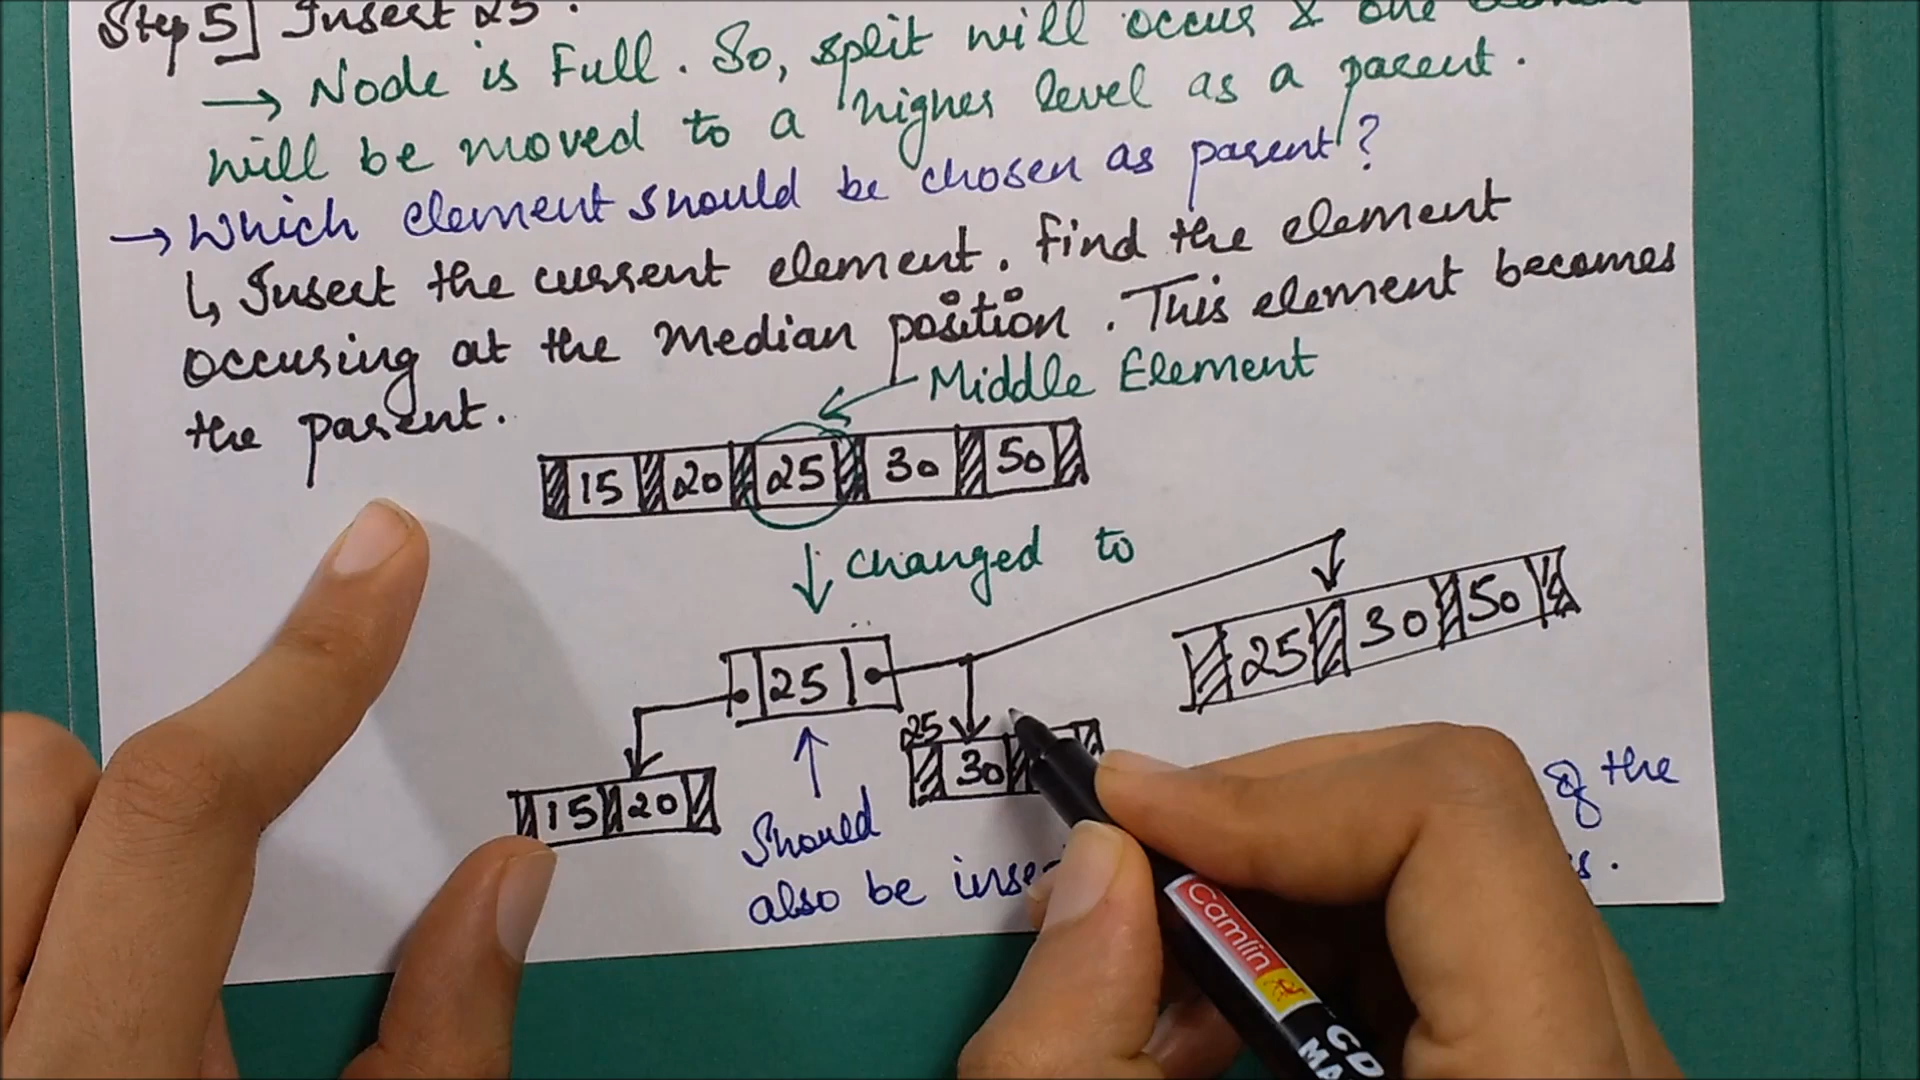 Step 5] Insert 25.
→ Node is Full. So, split will occur & one
will be moved to a higher level as a parent.
→ Which element should be chosen as parent?
↳ Insert the current element. Find the element
occuring at the median position. This element becomes
the parent.
Middle Element
15 20 25 30 50
↓ changed to
25
25 30 50
25
30
15 20
Should
also be
of the
Camlin
CD